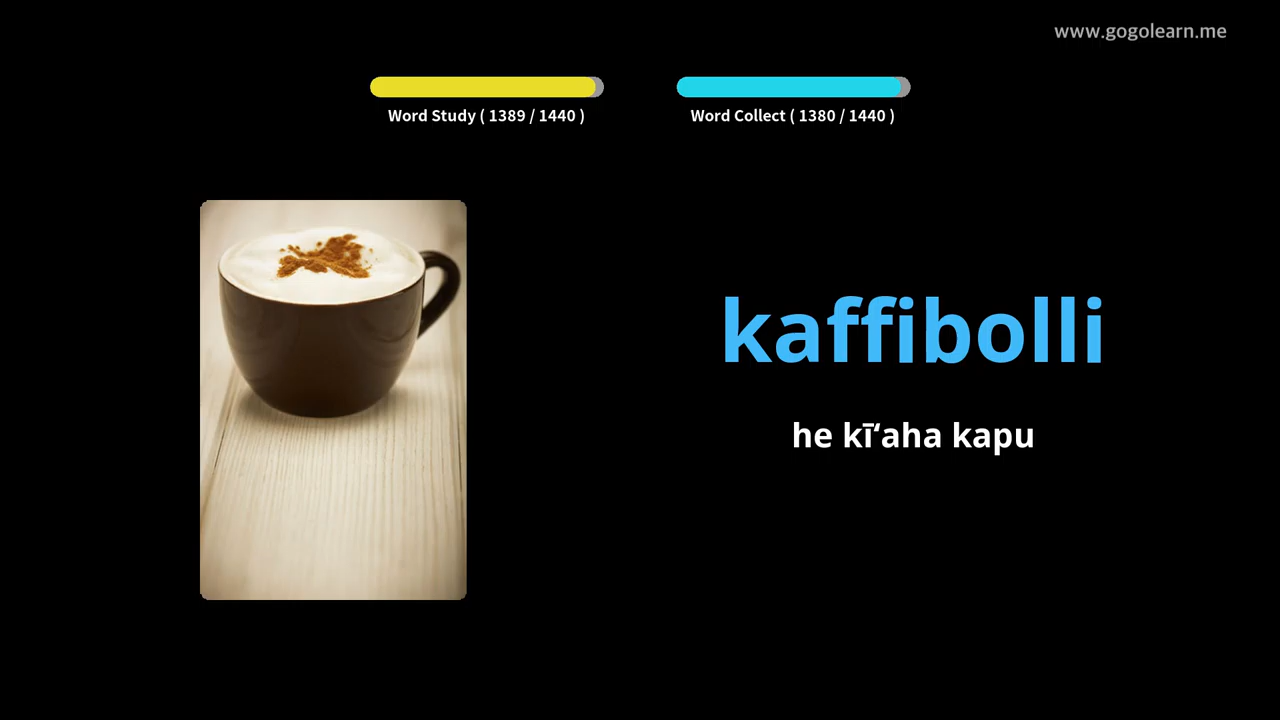 www.gogolearn.me
Word Study ( 1389 / 1440 )
Word Collect ( 1380 / 1440 )
kaffibolli
he kīʻaha kapu